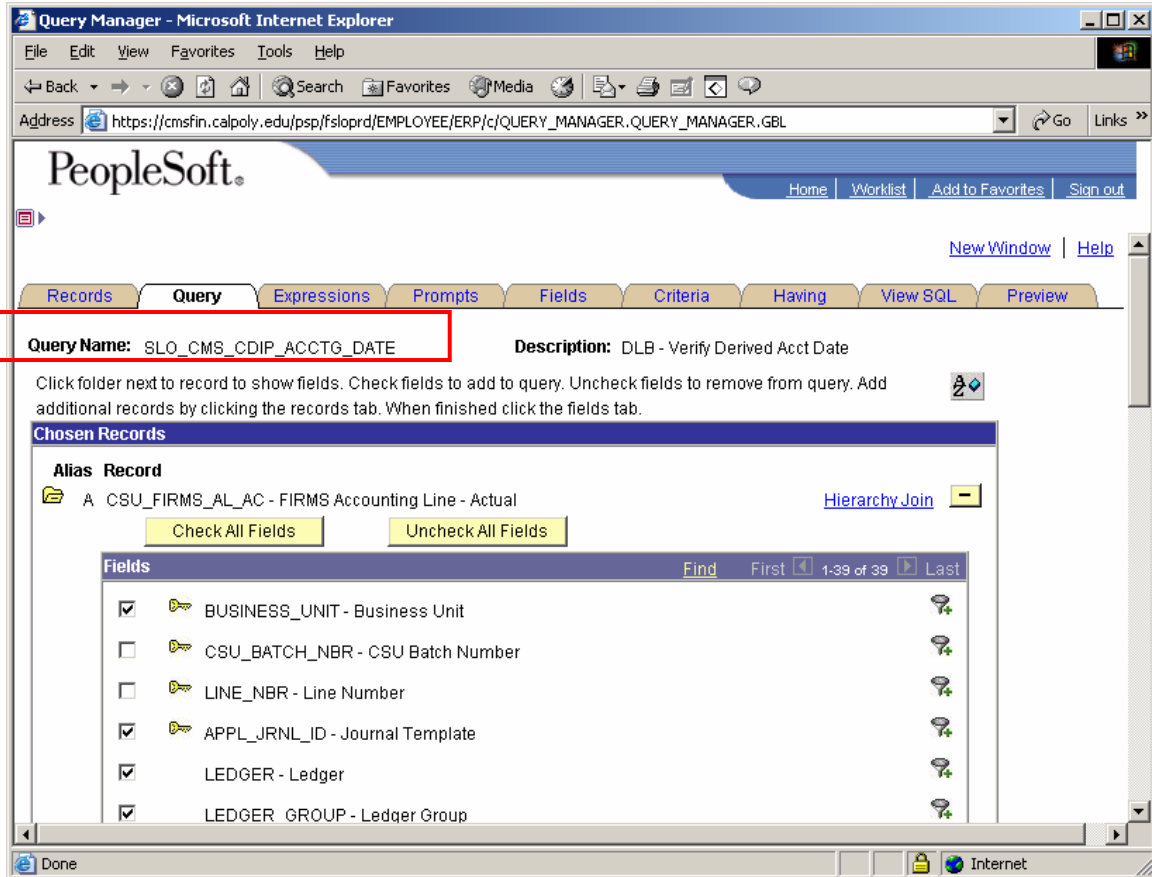 Query Manager - Microsoft Internet Explorer
File Edit View Favorites Tools Help
Back Search Favorites Media
Address https://cmsfin.calpoly.edu/psp/fsloprd/EMPLOYEE/ERP/c/QUERY_MANAGER.QUERY_MANAGER.GBL Go Links »
PeopleSoft®
Home Worklist Add to Favorites Sign out
New Window Help
Records Query Expressions Prompts Fields Criteria Having View SQL Preview
Query Name: SLO_CMS_CDIP_ACCTG_DATE Description: DLB - Verify Derived Acct Date
Click folder next to record to show fields. Check fields to add to query. Uncheck fields to remove from query. Add
additional records by clicking the records tab. When finished click the fields tab.
Chosen Records
Alias Record
A CSU_FIRMS_AL_AC - FIRMS Accounting Line - Actual Hierarchy Join
Check All Fields Uncheck All Fields
Fields Find First 1-39 of 39 Last
BUSINESS_UNIT - Business Unit
CSU_BATCH_NBR - CSU Batch Number
LINE_NBR - Line Number
APPL_JRNL_ID - Journal Template
LEDGER - Ledger
LEDGER_GROUP - Ledger Group
Done Internet